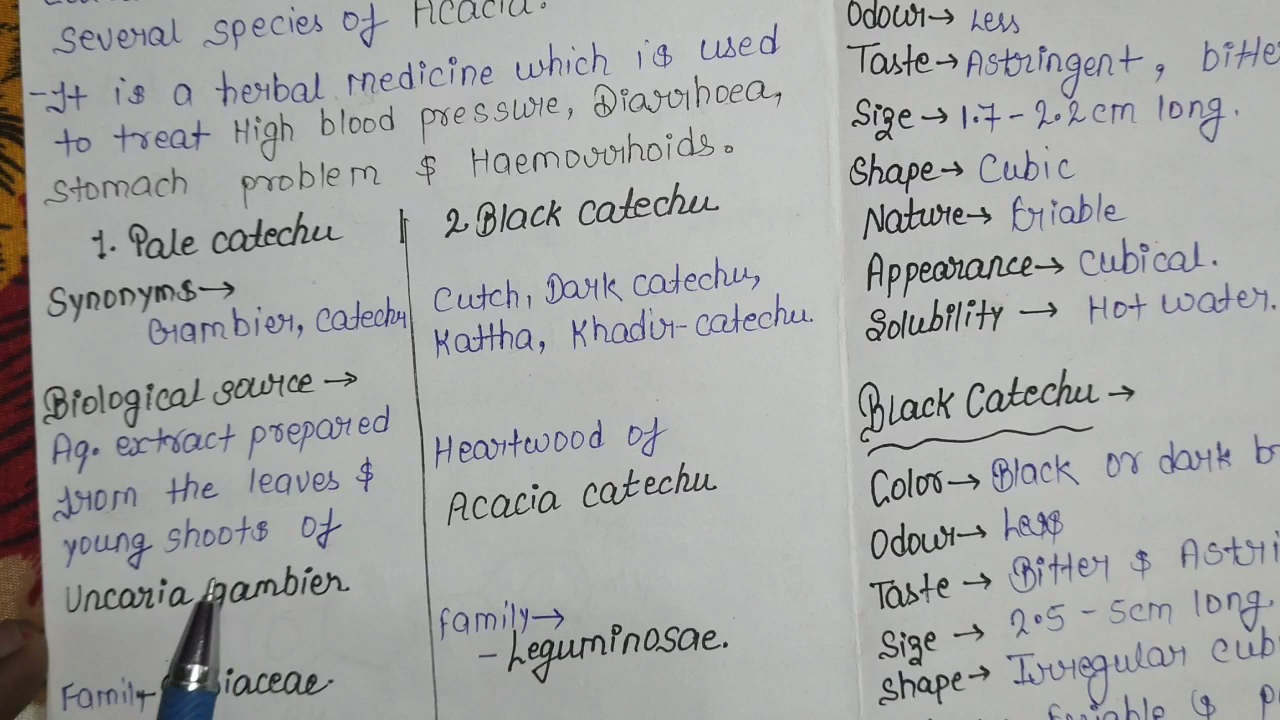 Several species of Acacia.
-It is a herbal medicine which is used
to treat High blood pressure, Diarrhoea,
Stomach problem & Haemorrhoids.
1. Pale catechu
Synonyms→
Gambier, Catechu
Biological source →
Aq. extract prepared
from the leaves &
young shoots of
Uncaria gambier
Family-
2. Black catechu
Cutch, Dark catechu,
Kattha, Khadir-catechu.
Heartwood of
Acacia catechu
family→
- Leguminosae.
Odour→ Less
Taste→ Astringent,
Size → 1.7 - 2.2 cm long.
Shape→ Cubic
Nature→ friable
Appearance→ Cubical.
Solubility → Hot water.
Black Catechu →
Color→ Black or dark
Odour→ Less
Taste → Bitter &
Size → 2.5 - 5cm long
Shape→ Irregular